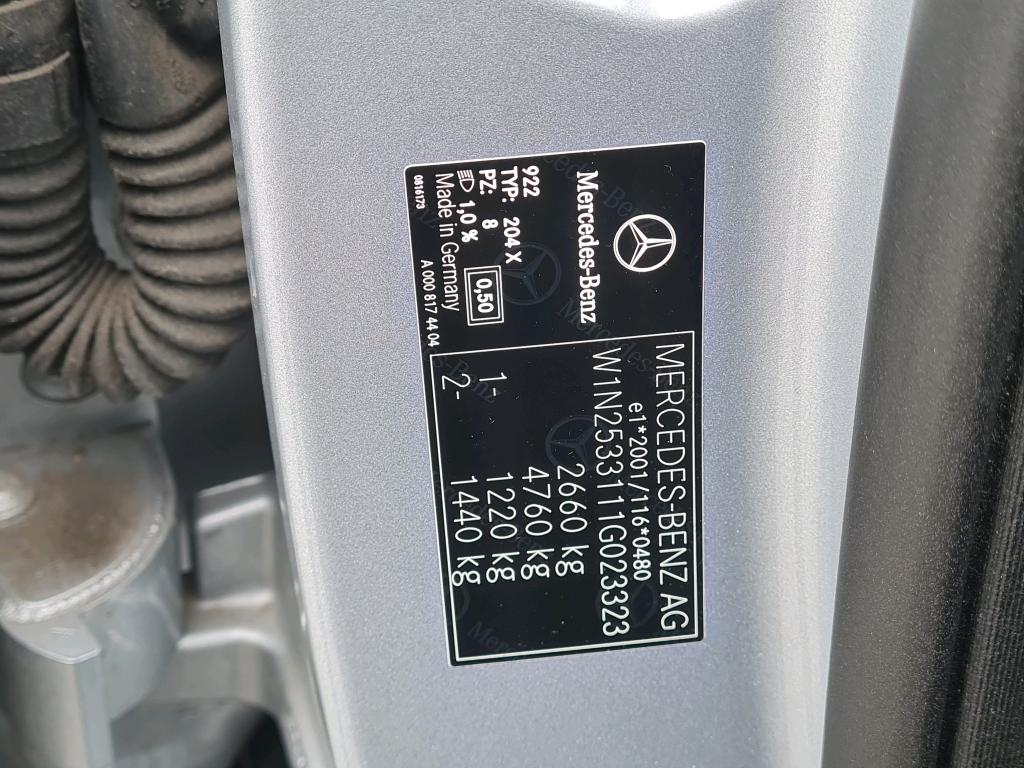 Mercedes-Benz
922
TYP: 204 X
PZ: 8
1,0 %
0,50
Made in Germany
0816173
A 000 817 44 04
MERCEDES-BENZ AG
e1*2001/116*0480
W1N2533111G023323
2660 kg
4760 kg
1- 1220 kg
2- 1440 kg